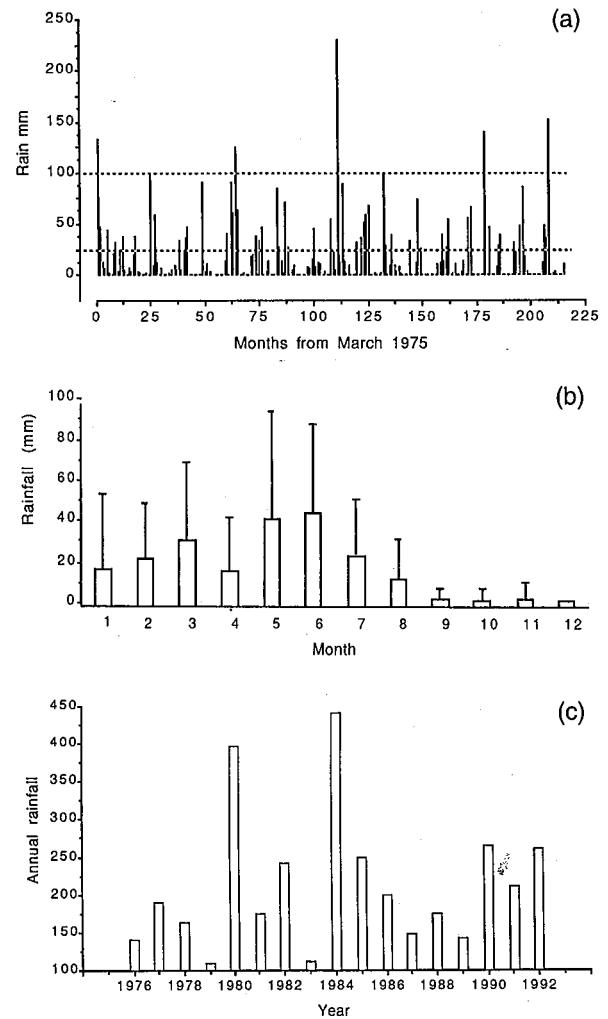 (a)
Rain mm
250
200
150
100
50
0
0 25 50 75 100 125 150 175 200 225
Months from March 1975
(b)
Rainfall (mm)
100
80
60
40
20
0
1 2 3 4 5 6 7 8 9 10 11 12
Month
(c)
Annual rainfall
450
400
350
300
250
200
150
100
1976 1978 1980 1982 1984 1986 1988 1990 1992
Year